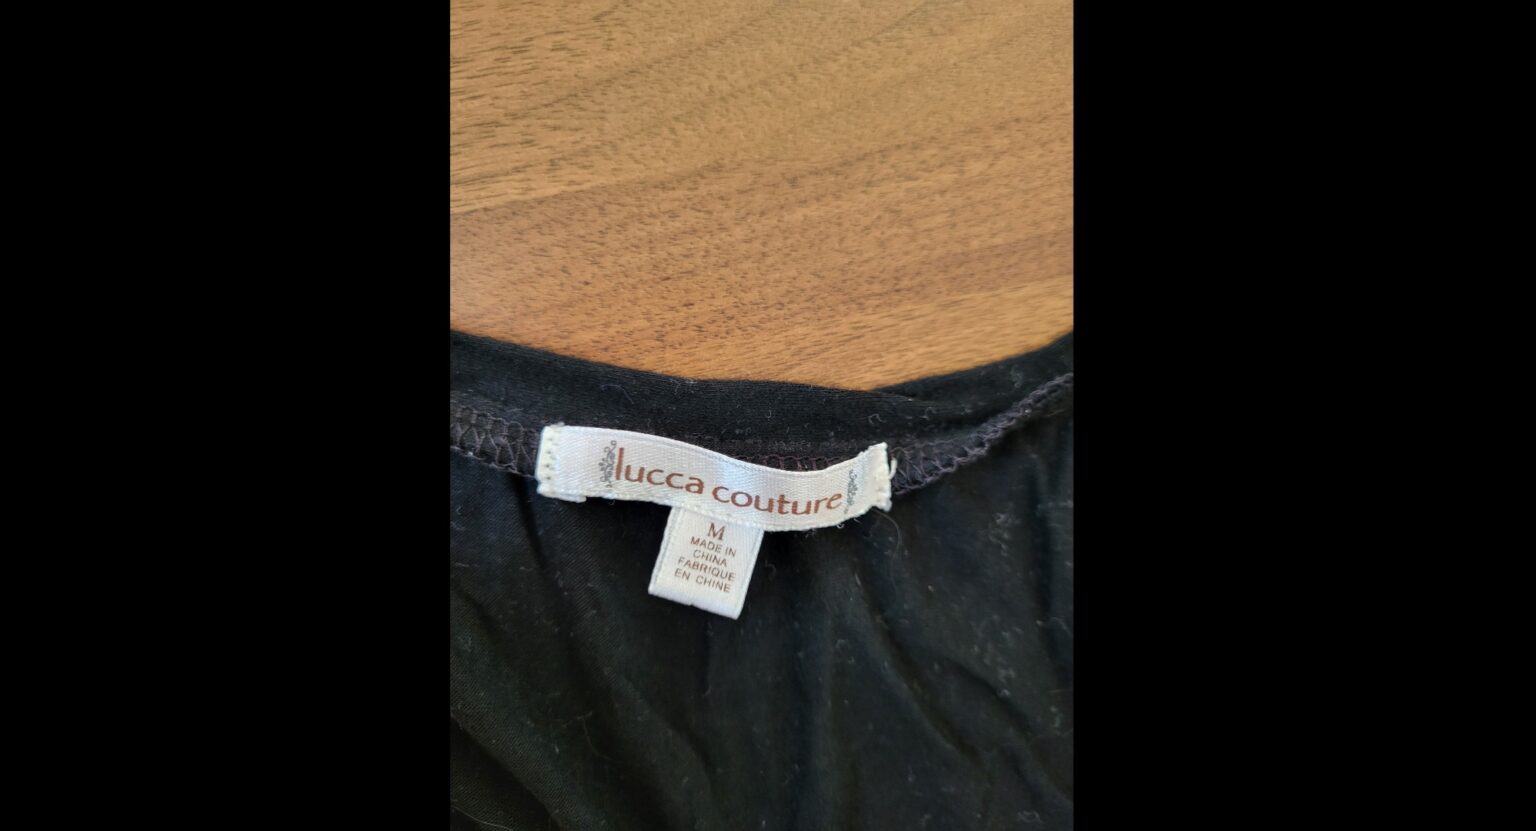 lucca couture
M
MADE IN
CHINA
FABRIQUE
EN CHINE